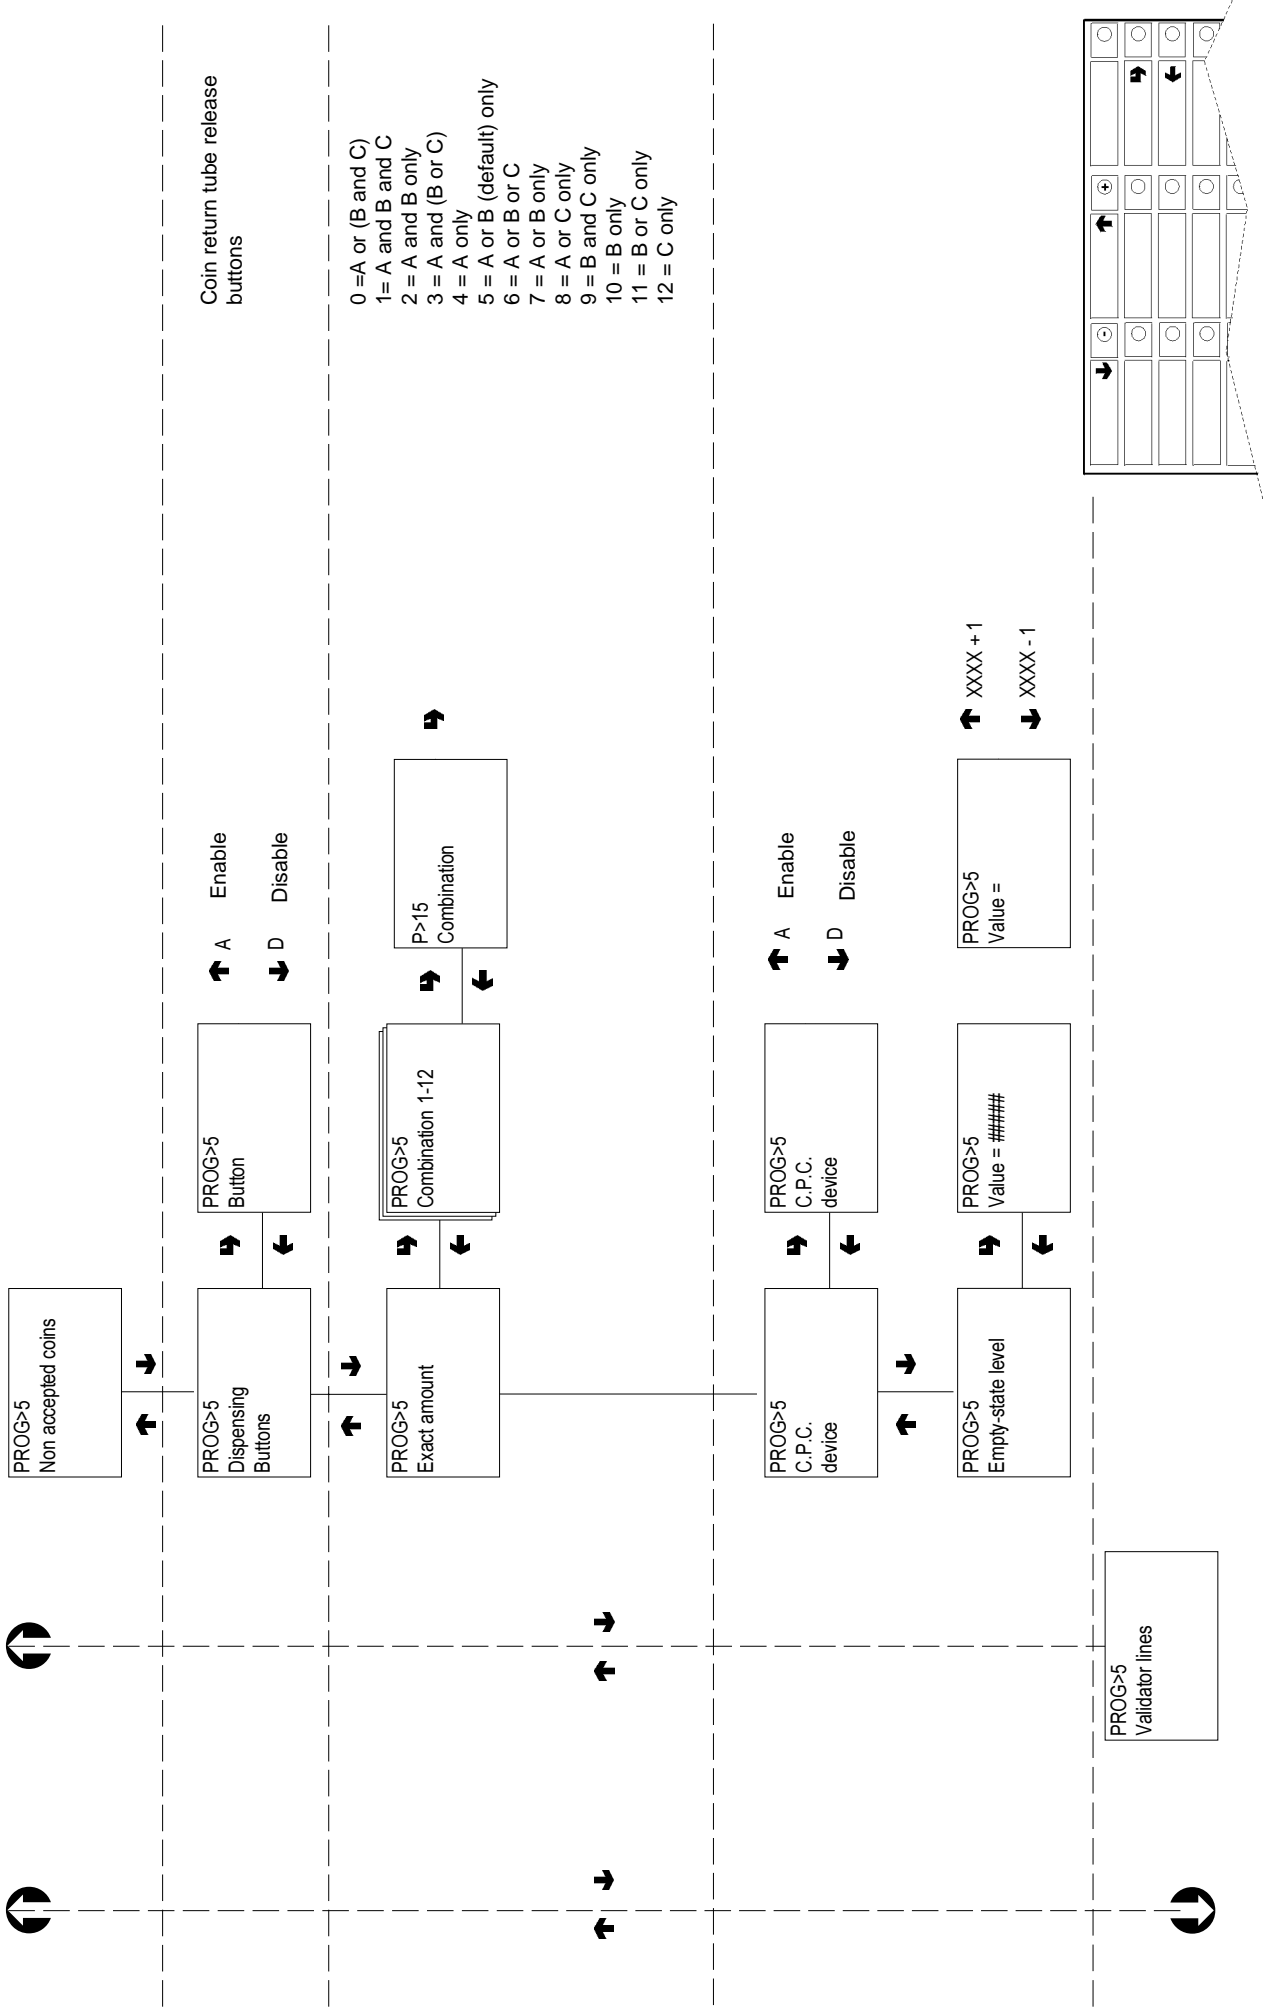 PROG>5
Non accepted coins
PROG>5
Dispensing
Buttons
PROG>5
Button
A Enable
D Disable
Coin return tube release
buttons
PROG>5
Exact amount
PROG>5
Combination 1-12
P>15
Combination
0 =A or (B and C)
1= A and B and C
2 = A and B only
3 = A and (B or C)
4 = A only
5 = A or B (default) only
6 = A or B or C
7 = A or B only
8 = A or C only
9 = B and C only
10 = B only
11 = B or C only
12 = C only
PROG>5
C.P.C.
device
PROG>5
C.P.C.
device
A Enable
D Disable
PROG>5
Empty-state level
PROG>5
Value = ######
PROG>5
Value =
XXXX + 1
XXXX - 1
PROG>5
Validator lines
- +